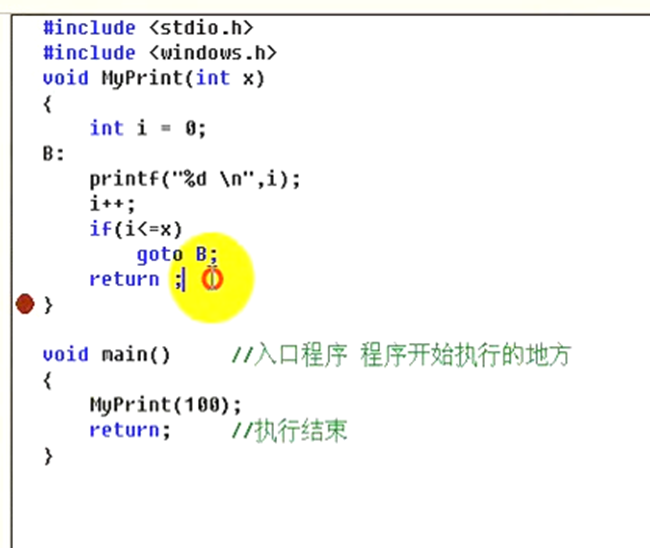 #include <stdio.h>
#include <windows.h>
void MyPrint(int x)
{
    int i = 0;
B:
    printf("%d \n",i);
    i++;
    if(i<=x)
        goto B;
    return ;
}
void main()     //入口程序 程序开始执行的地方
{
    MyPrint(100);
    return;     //执行结束
}